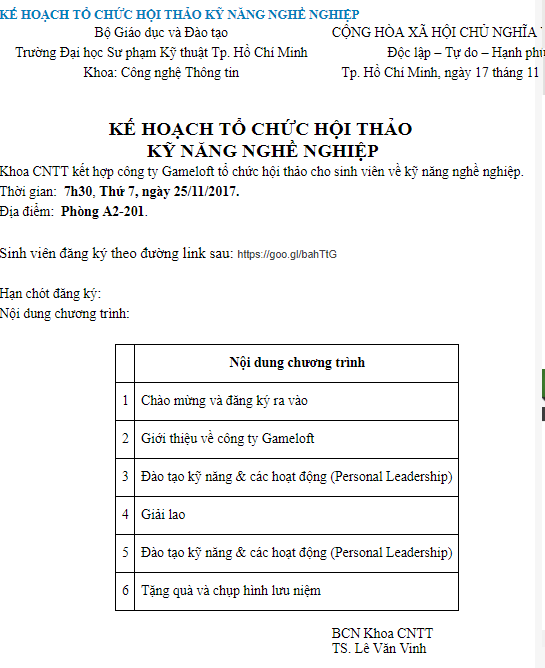 KẾ HOẠCH TỔ CHỨC HỘI THẢO KỸ NĂNG NGHỀ NGHIỆP
Bộ Giáo dục và Đào tạo
CỘNG HÒA XÃ HỘI CHỦ NGHĨA
Trường Đại học Sư phạm Kỹ thuật Tp. Hồ Chí Minh
Độc lập – Tự do – Hạnh
Khoa: Công nghệ Thông tin
Tp. Hồ Chí Minh, ngày 17 tháng 11
KẾ HOẠCH TỔ CHỨC HỘI THẢO
KỸ NĂNG NGHỀ NGHIỆP
Khoa CNTT kết hợp công ty Gameloft tổ chức hội thảo cho sinh viên về kỹ năng nghề nghiệp.
Thời gian: 7h30, Thứ 7, ngày 25/11/2017.
Địa điểm: Phòng A2-201.
Sinh viên đăng ký theo đường link sau: https://goo.gl/bahTtG
Hạn chót đăng ký:
Nội dung chương trình:
Nội dung chương trình
1 Chào mừng và đăng ký ra vào
2 Giới thiệu về công ty Gameloft
3 Đào tạo kỹ năng & các hoạt động (Personal Leadership)
4 Giải lao
5 Đào tạo kỹ năng & các hoạt động (Personal Leadership)
6 Tặng quà và chụp hình lưu niệm
BCN Khoa CNTT
TS. Lê Văn Vinh